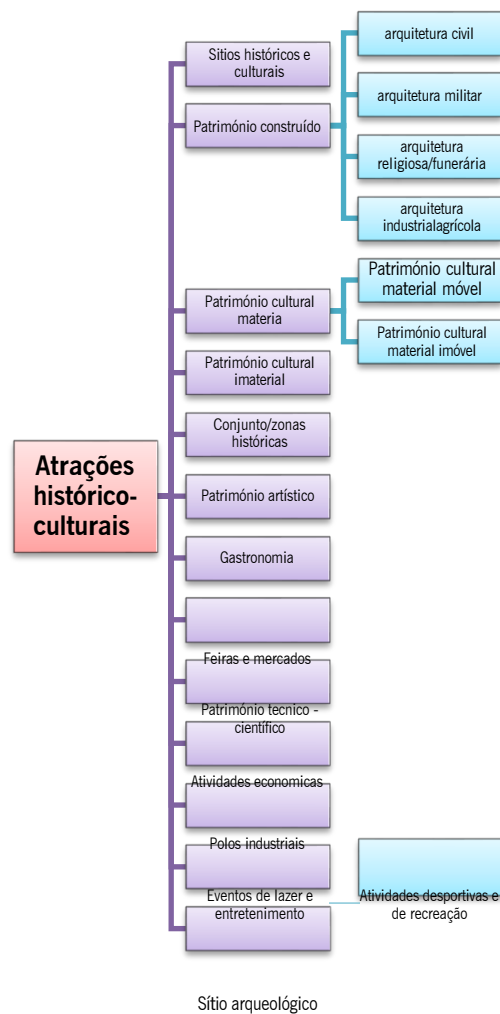 Sitios históricos e
culturais
Património construído
arquitetura civil
arquitetura militar
arquitetura
religiosa/funerária
arquitetura
industrialagrícola
Património cultural
materia
Património cultural
material móvel
Património cultural
material imóvel
Património cultural
imaterial
Conjunto/zonas
históricas
Atrações
histórico-
culturais
Património artístico
Gastronomia
Feiras e mercados
Património tecnico -
científico
Atividades economicas
Polos industriais
Eventos de lazer e
entretenimento
Atividades desportivas e
de recreação
Sítio arqueológico